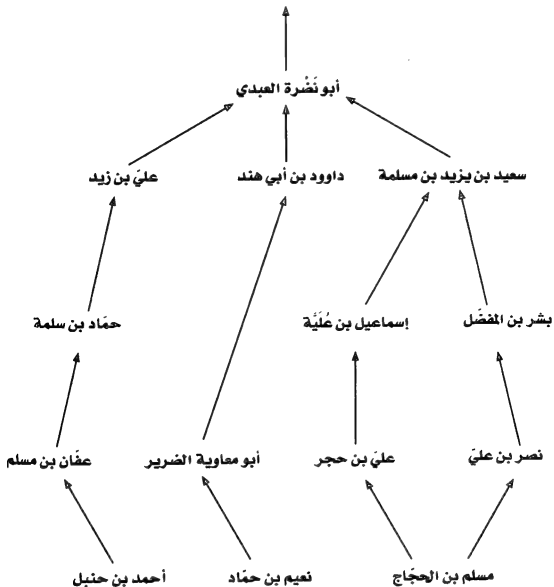 أبو نَضْرة العبدي
سعيد بن يزيد بن مسلمة داوود بن أبي هند عليّ بن زيد
بشر بن المفضّل إسماعيل بن عُلَيَّة حمّاد بن سلمة
نصر بن عليّ عليّ بن حجر أبو معاوية الضرير عفّان بن مسلم
مسلم بن الحجّاج نعيم بن حمّاد أحمد بن حنبل